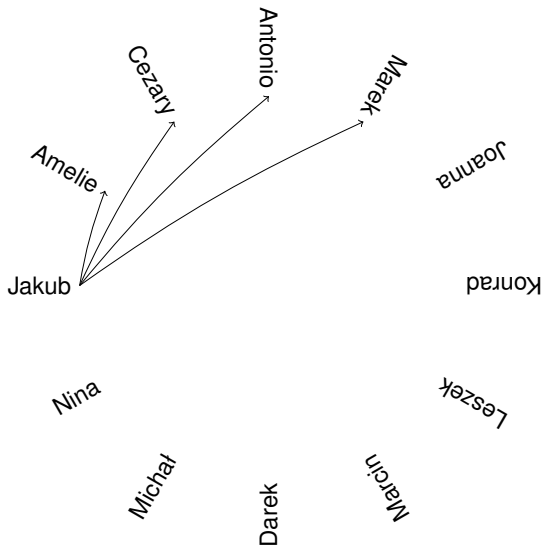 Antonio
Marek
Joanna
Konrad
Leszek
Marcin
Darek
Michał
Nina
Jakub
Amelie
Cezary